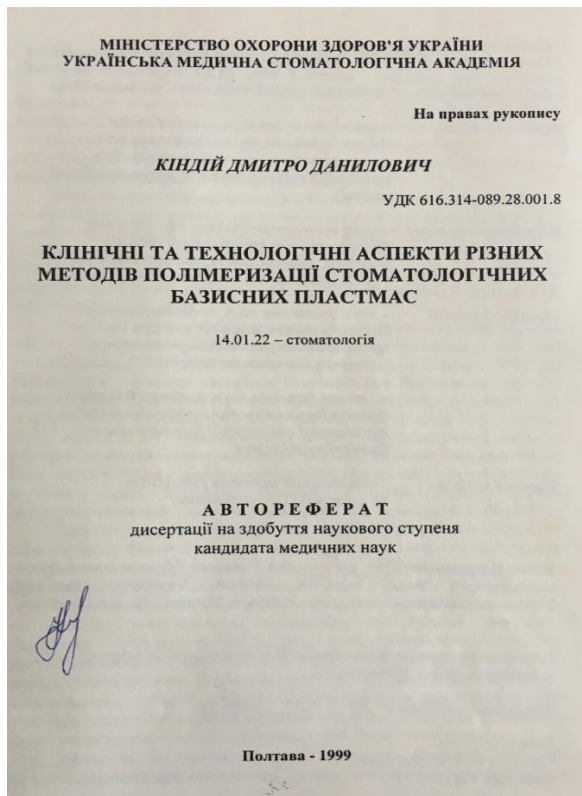 МІНІСТЕРСТВО ОХОРОНИ ЗДОРОВ'Я УКРАЇНИ
УКРАЇНСЬКА МЕДИЧНА СТОМАТОЛОГІЧНА АКАДЕМІЯ
На правах рукопису
КІНДІЙ ДМИТРО ДАНИЛОВИЧ
УДК 616.314-089.28.001.8
КЛІНІЧНІ ТА ТЕХНОЛОГІЧНІ АСПЕКТИ РІЗНИХ
МЕТОДІВ ПОЛІМЕРИЗАЦІЇ СТОМАТОЛОГІЧНИХ
БАЗИСНИХ ПЛАСТМАС
14.01.22 – стоматологія
А В Т О Р Е Ф Е Р А Т
дисертації на здобуття наукового ступеня
кандидата медичних наук
Полтава - 1999